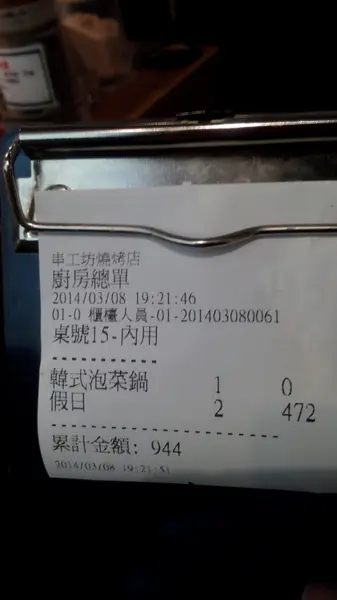 串工坊燒烤店
廚房總單
2014/03/08 19:21:46
01-0 櫃檯人員-01-201403080061
桌號15-內用
-----------
韓式泡菜鍋 1 0
假日 2 472
------------------------
累計金額: 944
2014/03/08 19:21:51